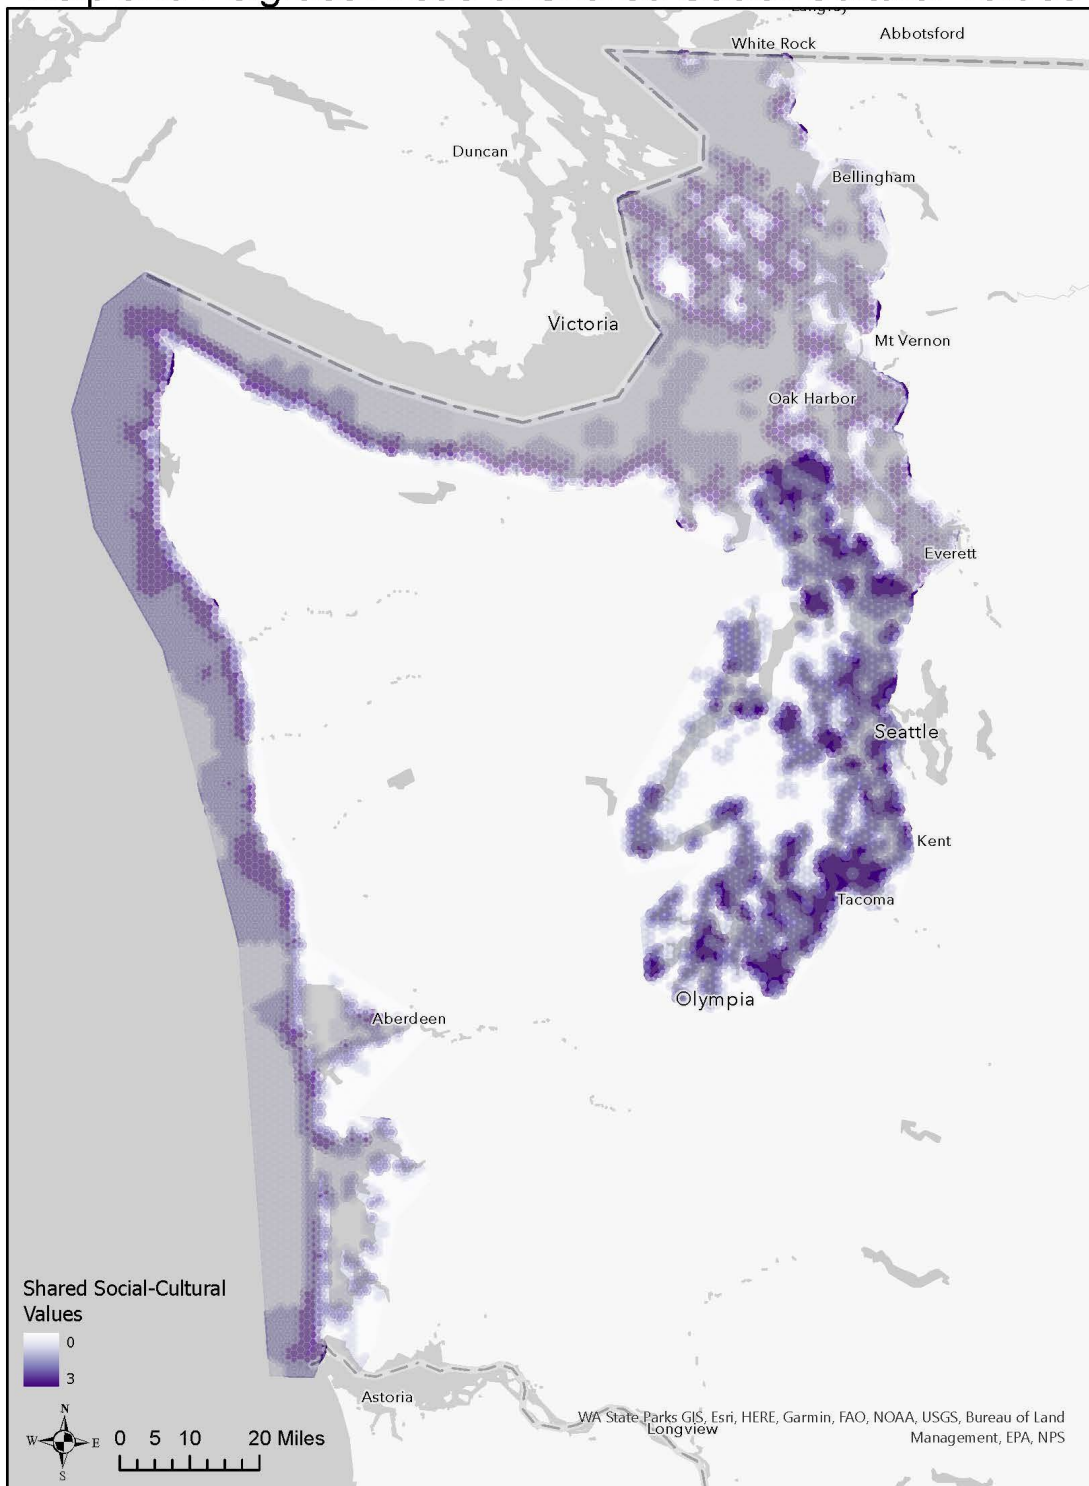 Langley
White Rock
Abbotsford
Duncan
Bellingham
Victoria
Mt Vernon
Oak Harbor
Everett
Seattle
Kent
Tacoma
Olympia
Aberdeen
Shared Social-Cultural
Values
0
3
Astoria
N
W E
S
0 5 10 20 Miles
WA State Parks GIS, Esri, HERE, Garmin, FAO, NOAA, USGS, Bureau of Land
Longview
Management, EPA, NPS